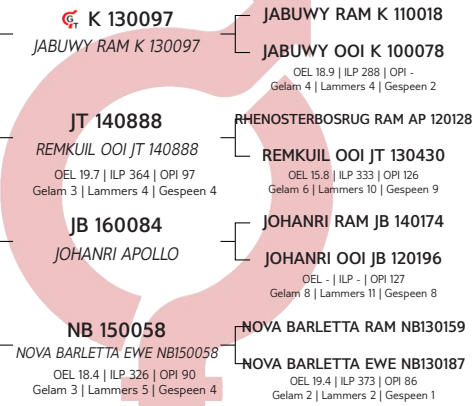 K 130097
JABUWY RAM K 130097
JABUWY RAM K 110018
JABUWY OOI K 100078
OEL 18.9 | ILP 288 | OPI -
Gelam 4 | Lammers 4 | Gespeen 2
JT 140888
REMKUIL OOI JT 140888
OEL 19.7 | ILP 364 | OPI 97
Gelam 3 | Lammers 4 | Gespeen 4
RHENOSTERBOSRUG RAM AP 120128
REMKUIL OOI JT 130430
OEL 15.8 | ILP 333 | OPI 126
Gelam 6 | Lammers 10 | Gespeen 9
JB 160084
JOHANRI APOLLO
JOHANRI RAM JB 140174
JOHANRI OOI JB 120196
OEL - | ILP - | OPI 127
Gelam 8 | Lammers 11 | Gespeen 8
NB 150058
NOVA BARLETTA EWE NB150058
OEL 18.4 | ILP 326 | OPI 90
Gelam 3 | Lammers 5 | Gespeen 4
NOVA BARLETTA RAM NB130159
NOVA BARLETTA EWE NB130187
OEL 19.4 | ILP 373 | OPI 86
Gelam 2 | Lammers 2 | Gespeen 1